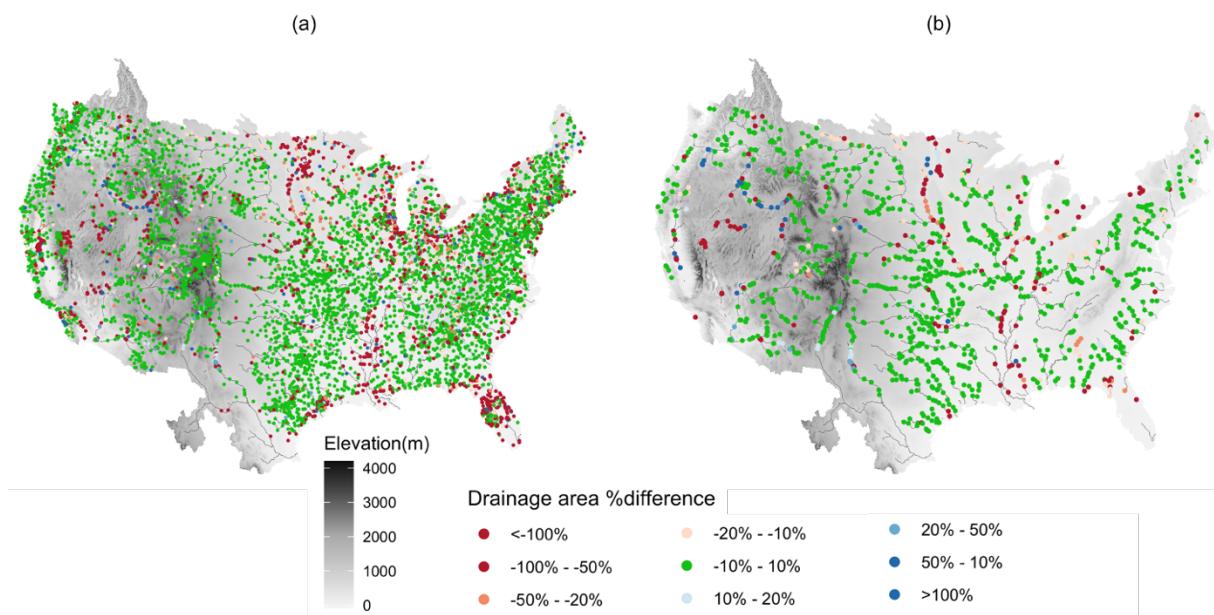 (a)
(b)
Elevation(m)
4000
3000
2000
1000
0
Drainage area %difference
<-100%
-100% - -50%
-50% - -20%
-20% - -10%
-10% - 10%
10% - 20%
20% - 50%
50% - 10%
>100%